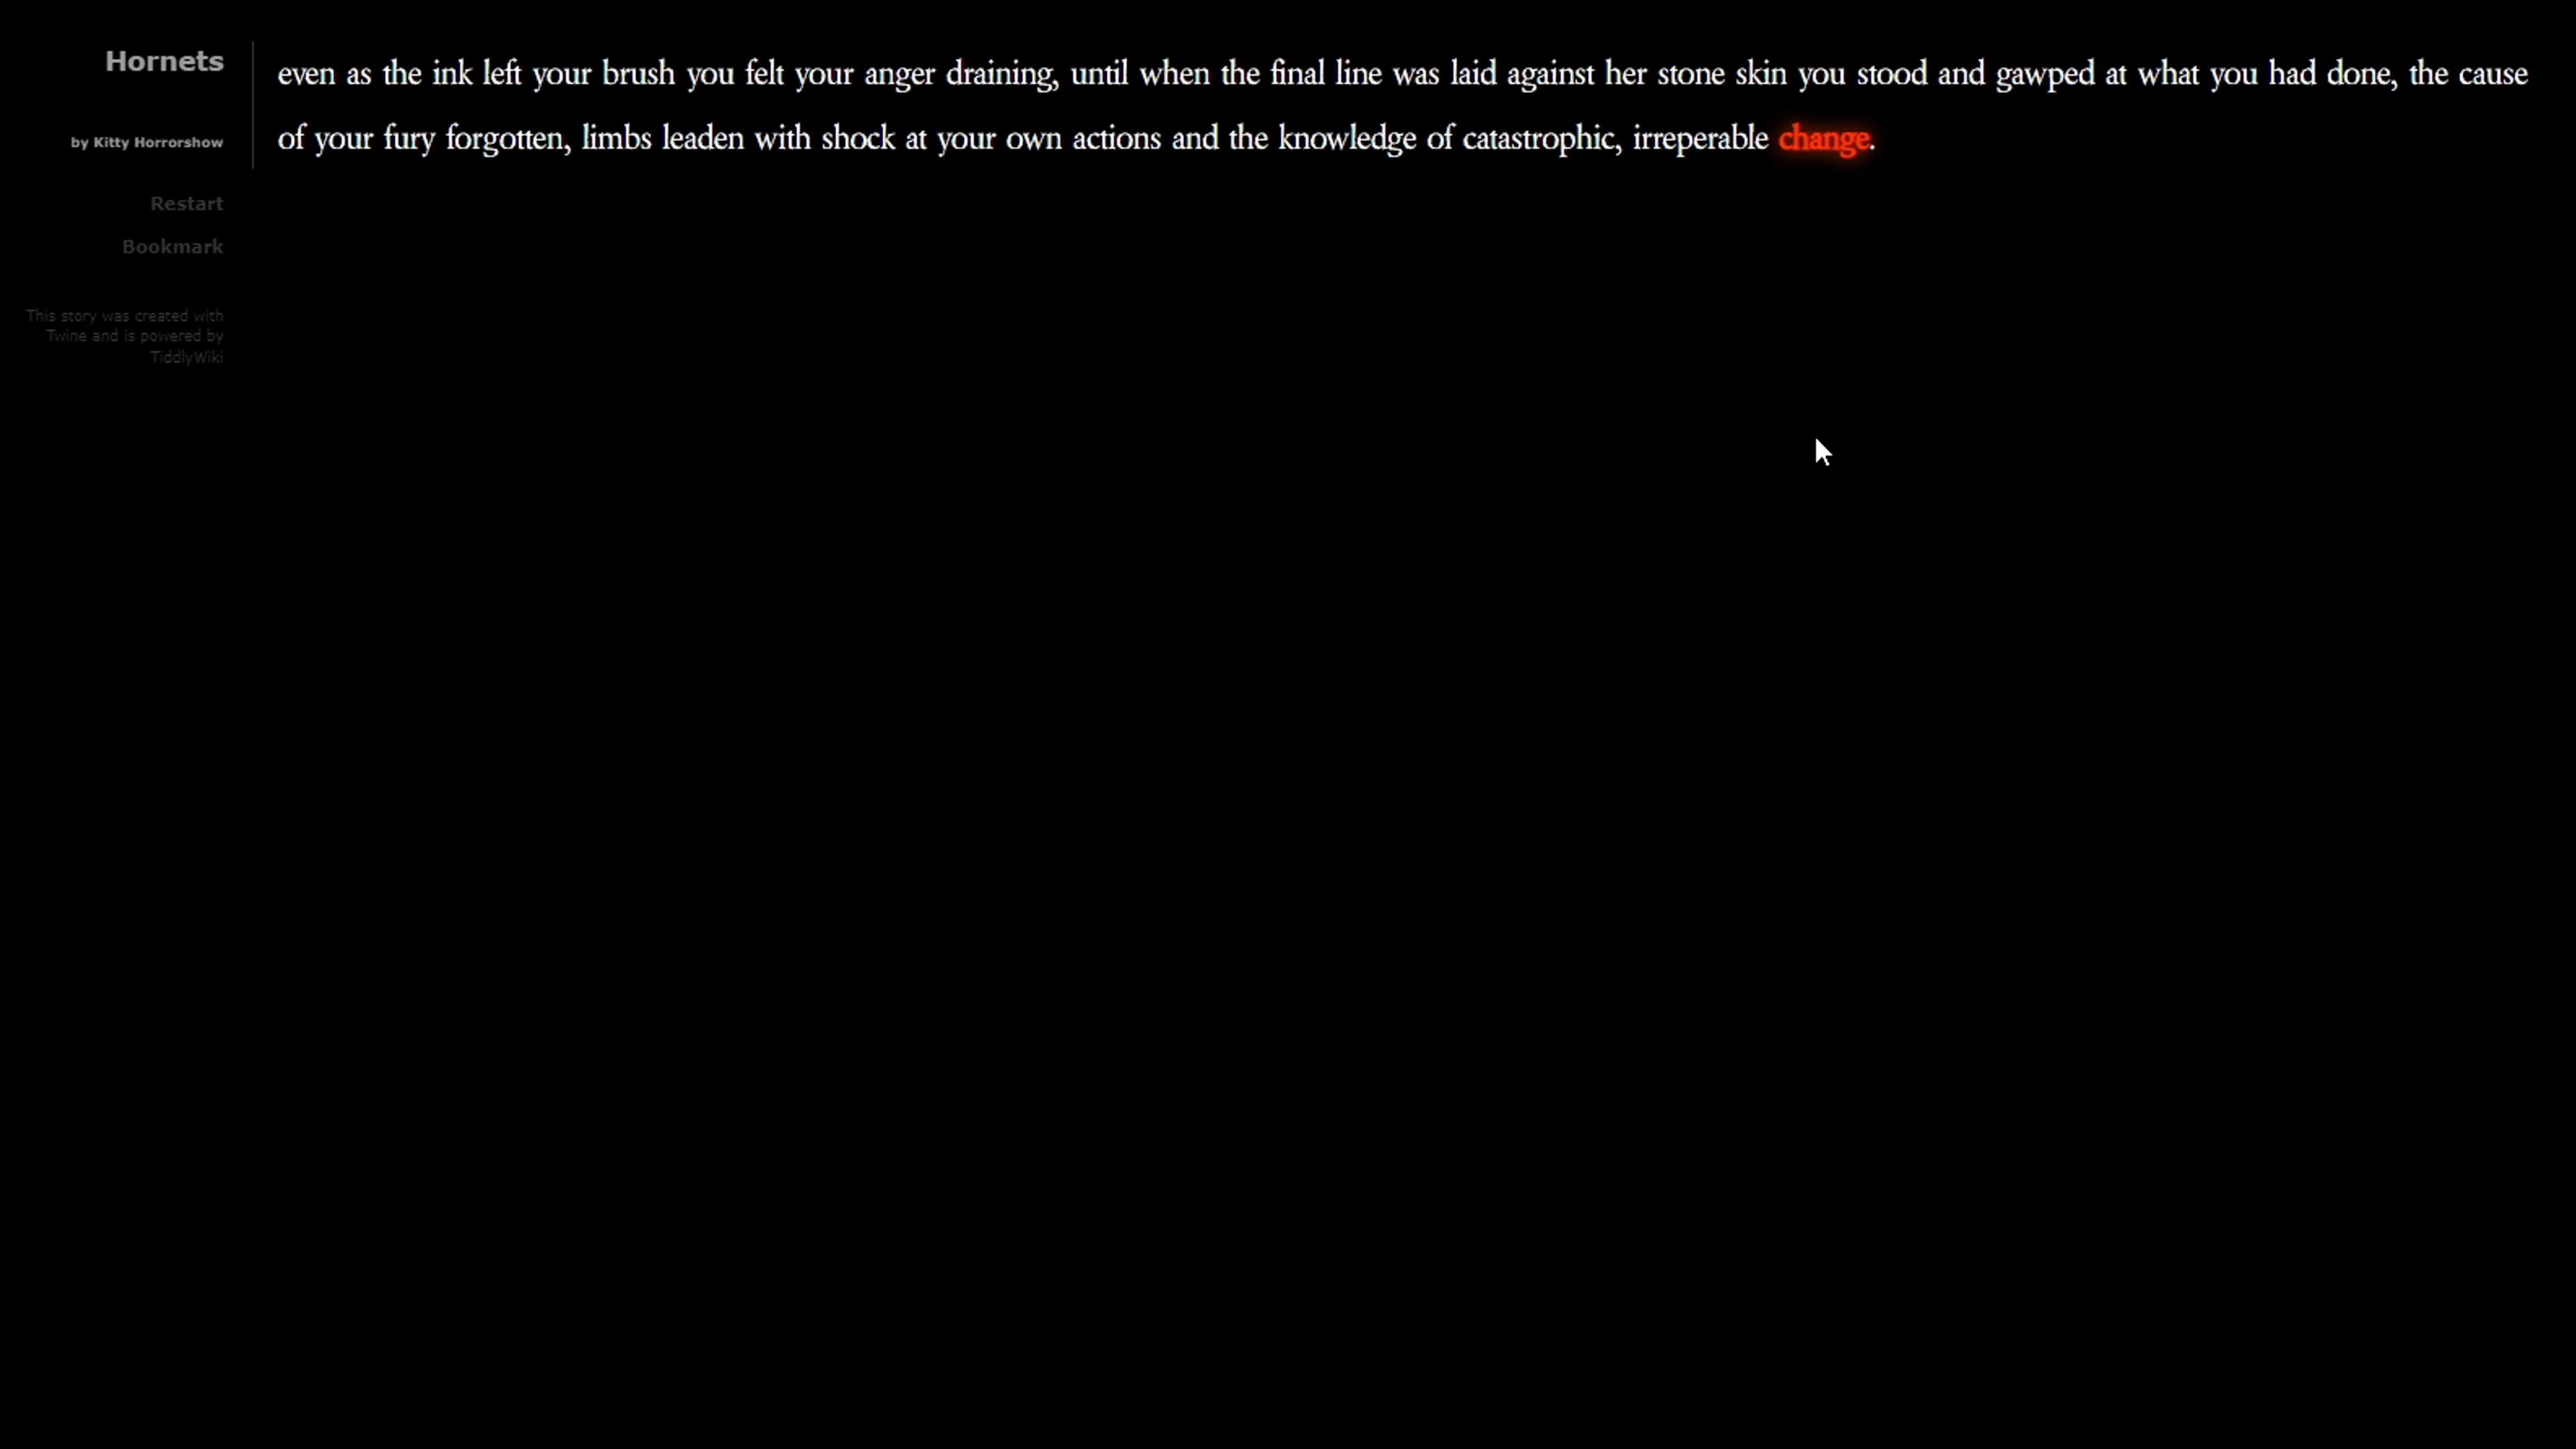 Hornets
by Kitty Horrorshow
Restart
Bookmark
This story was created with
Twine and is powered by
TiddlyWiki
even as the ink left your brush you felt your anger draining, until when the final line was laid against her stone skin you stood and gawped at what you had done, the cause
of your fury forgotten, limbs leaden with shock at your own actions and the knowledge of catastrophic, irreperable change.